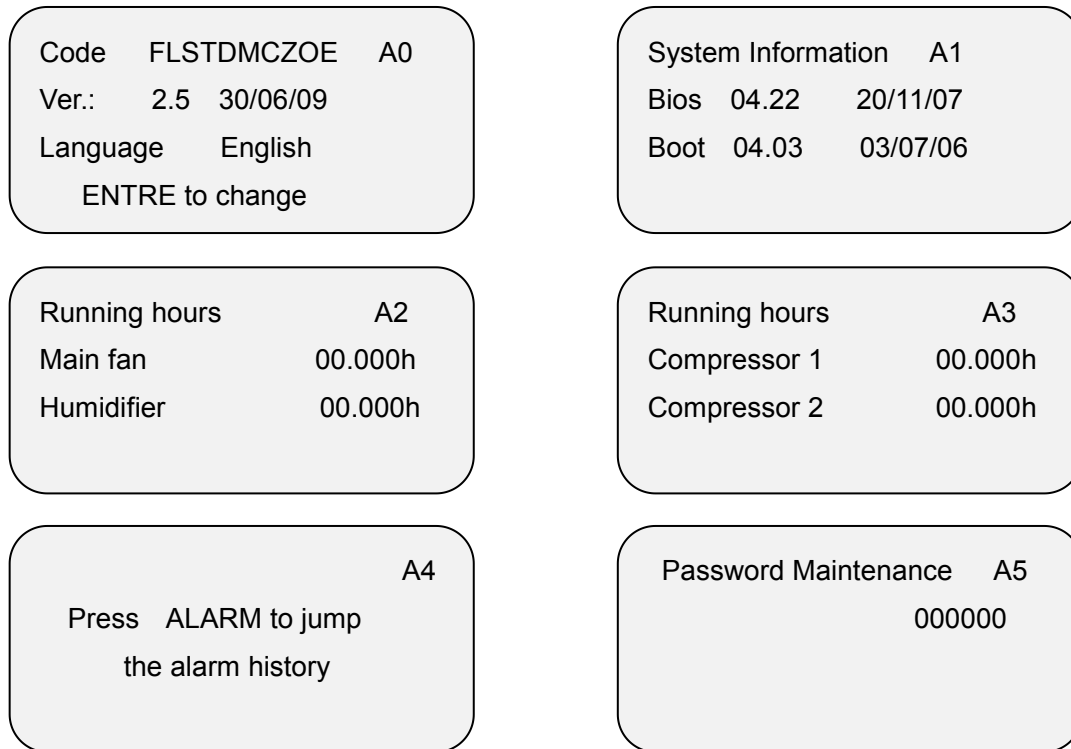 Code FLSTDMCZOE A0
Ver.: 2.5 30/06/09
Language English
ENTRE to change
System Information A1
Bios 04.22 20/11/07
Boot 04.03 03/07/06
Running hours A2
Main fan 00.000h
Humidifier 00.000h
Running hours A3
Compressor 1 00.000h
Compressor 2 00.000h
A4
Press ALARM to jump
the alarm history
Password Maintenance A5
000000